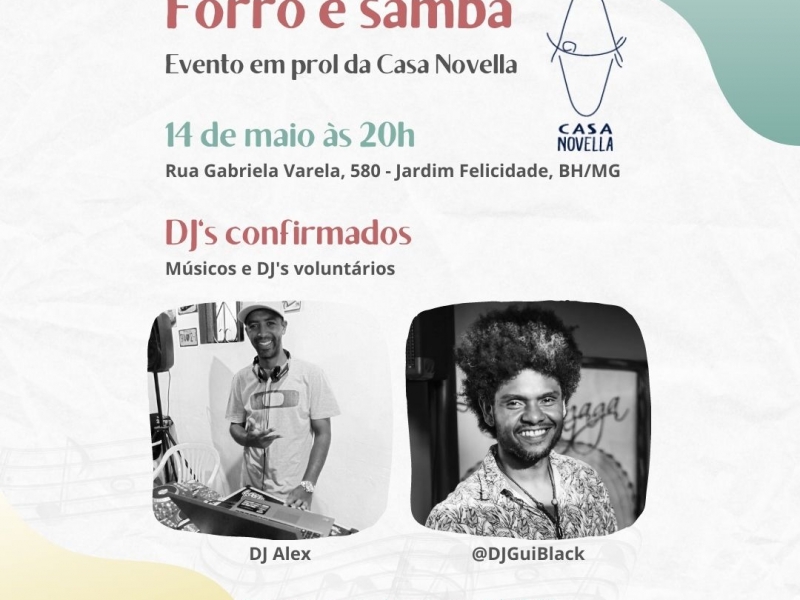 Forró e samba
Evento em prol da Casa Novella
CASA
NOVELLA
14 de maio às 20h
Rua Gabriela Varela, 580 - Jardim Felicidade, BH/MG
DJ's confirmados
Músicos e DJ's voluntários
gaga
DJ Alex
@DJGuiBlack